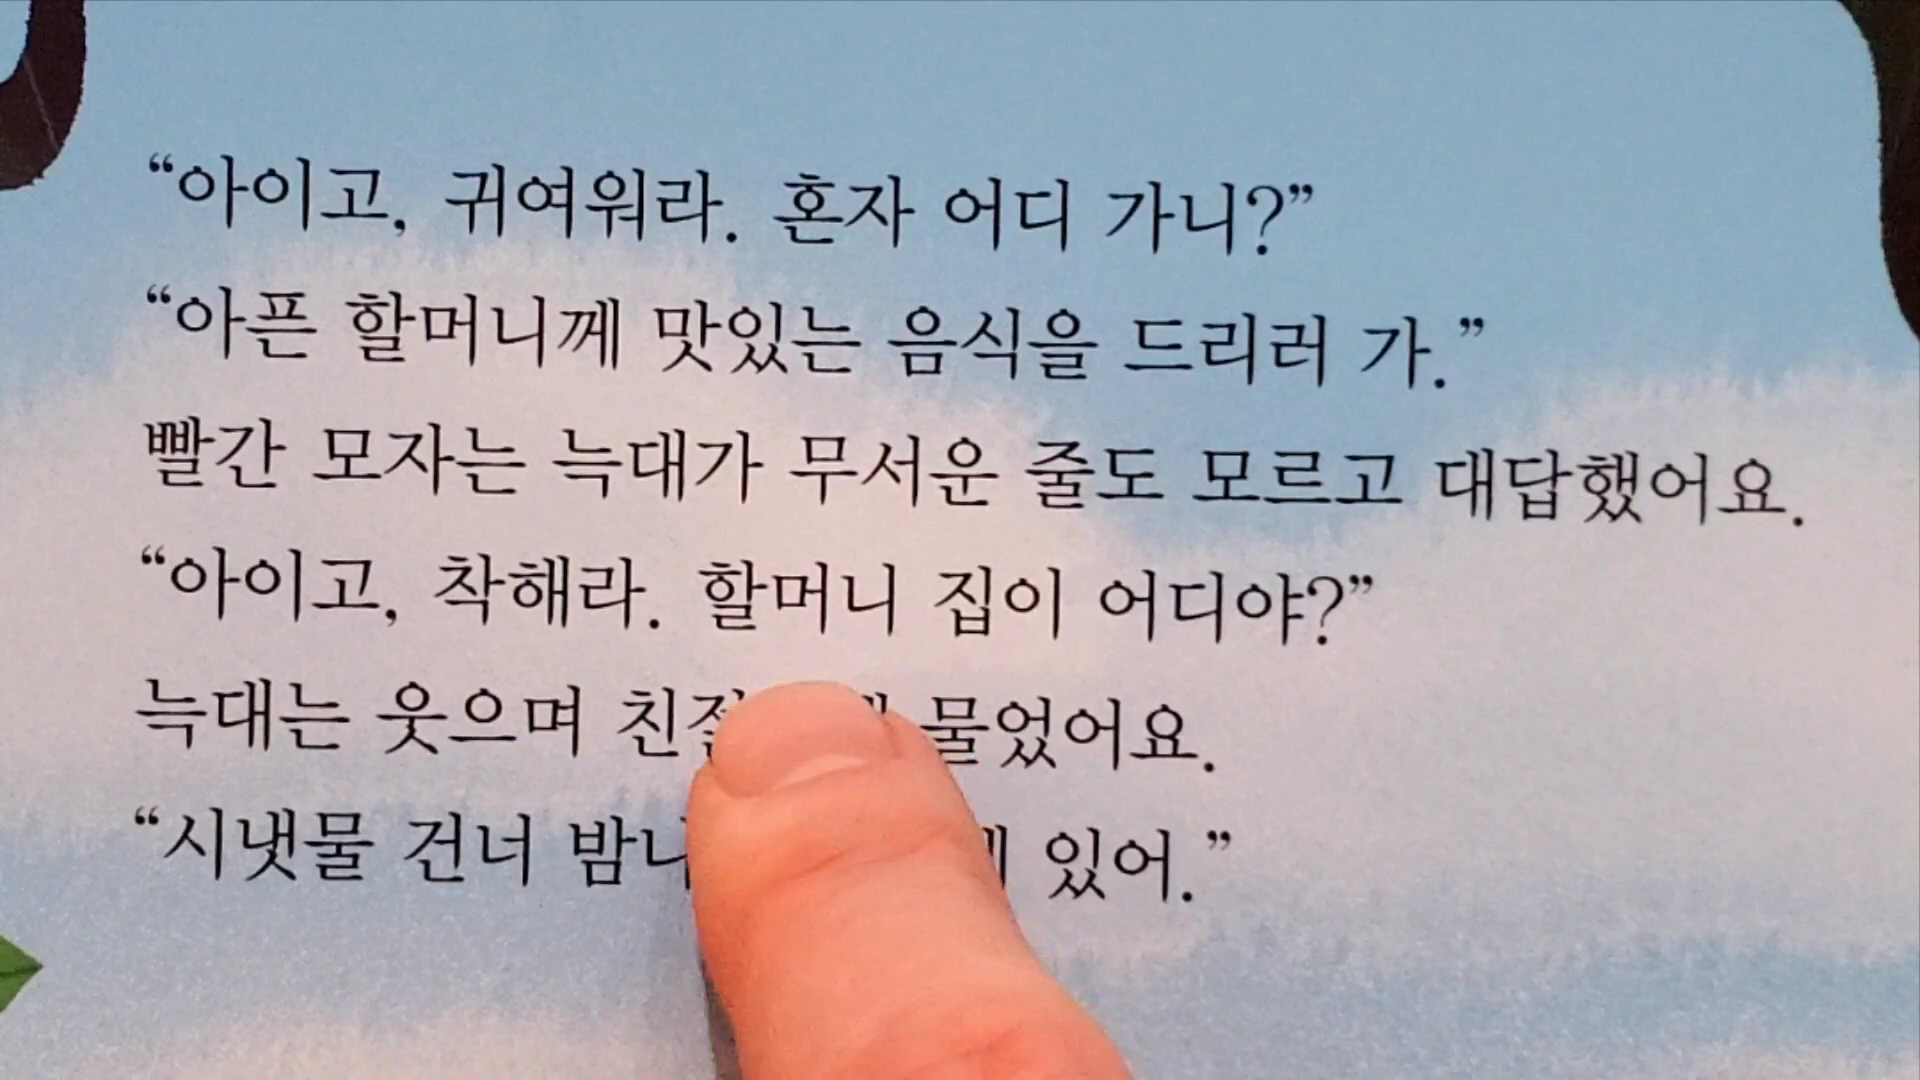 “아이고, 귀여워라. 혼자 어디 가니?”
“아픈 할머니께 맛있는 음식을 드리러 가.”
빨간 모자는 늑대가 무서운 줄도 모르고 대답했어요.
“아이고, 착해라. 할머니 집이 어디야?”
늑대는 웃으며 물었어요.
“시냇물 건너 있어.”